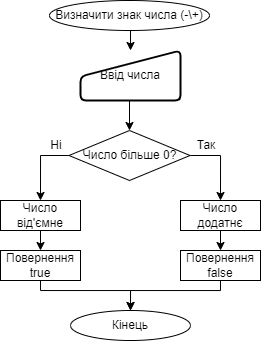 Визначити знак числа (-\+)
Ввід числа
Число більше 0?
Ні
Так
Число
від'ємне
Число
додатнє
Повернення
true
Повернення
false
Кінець